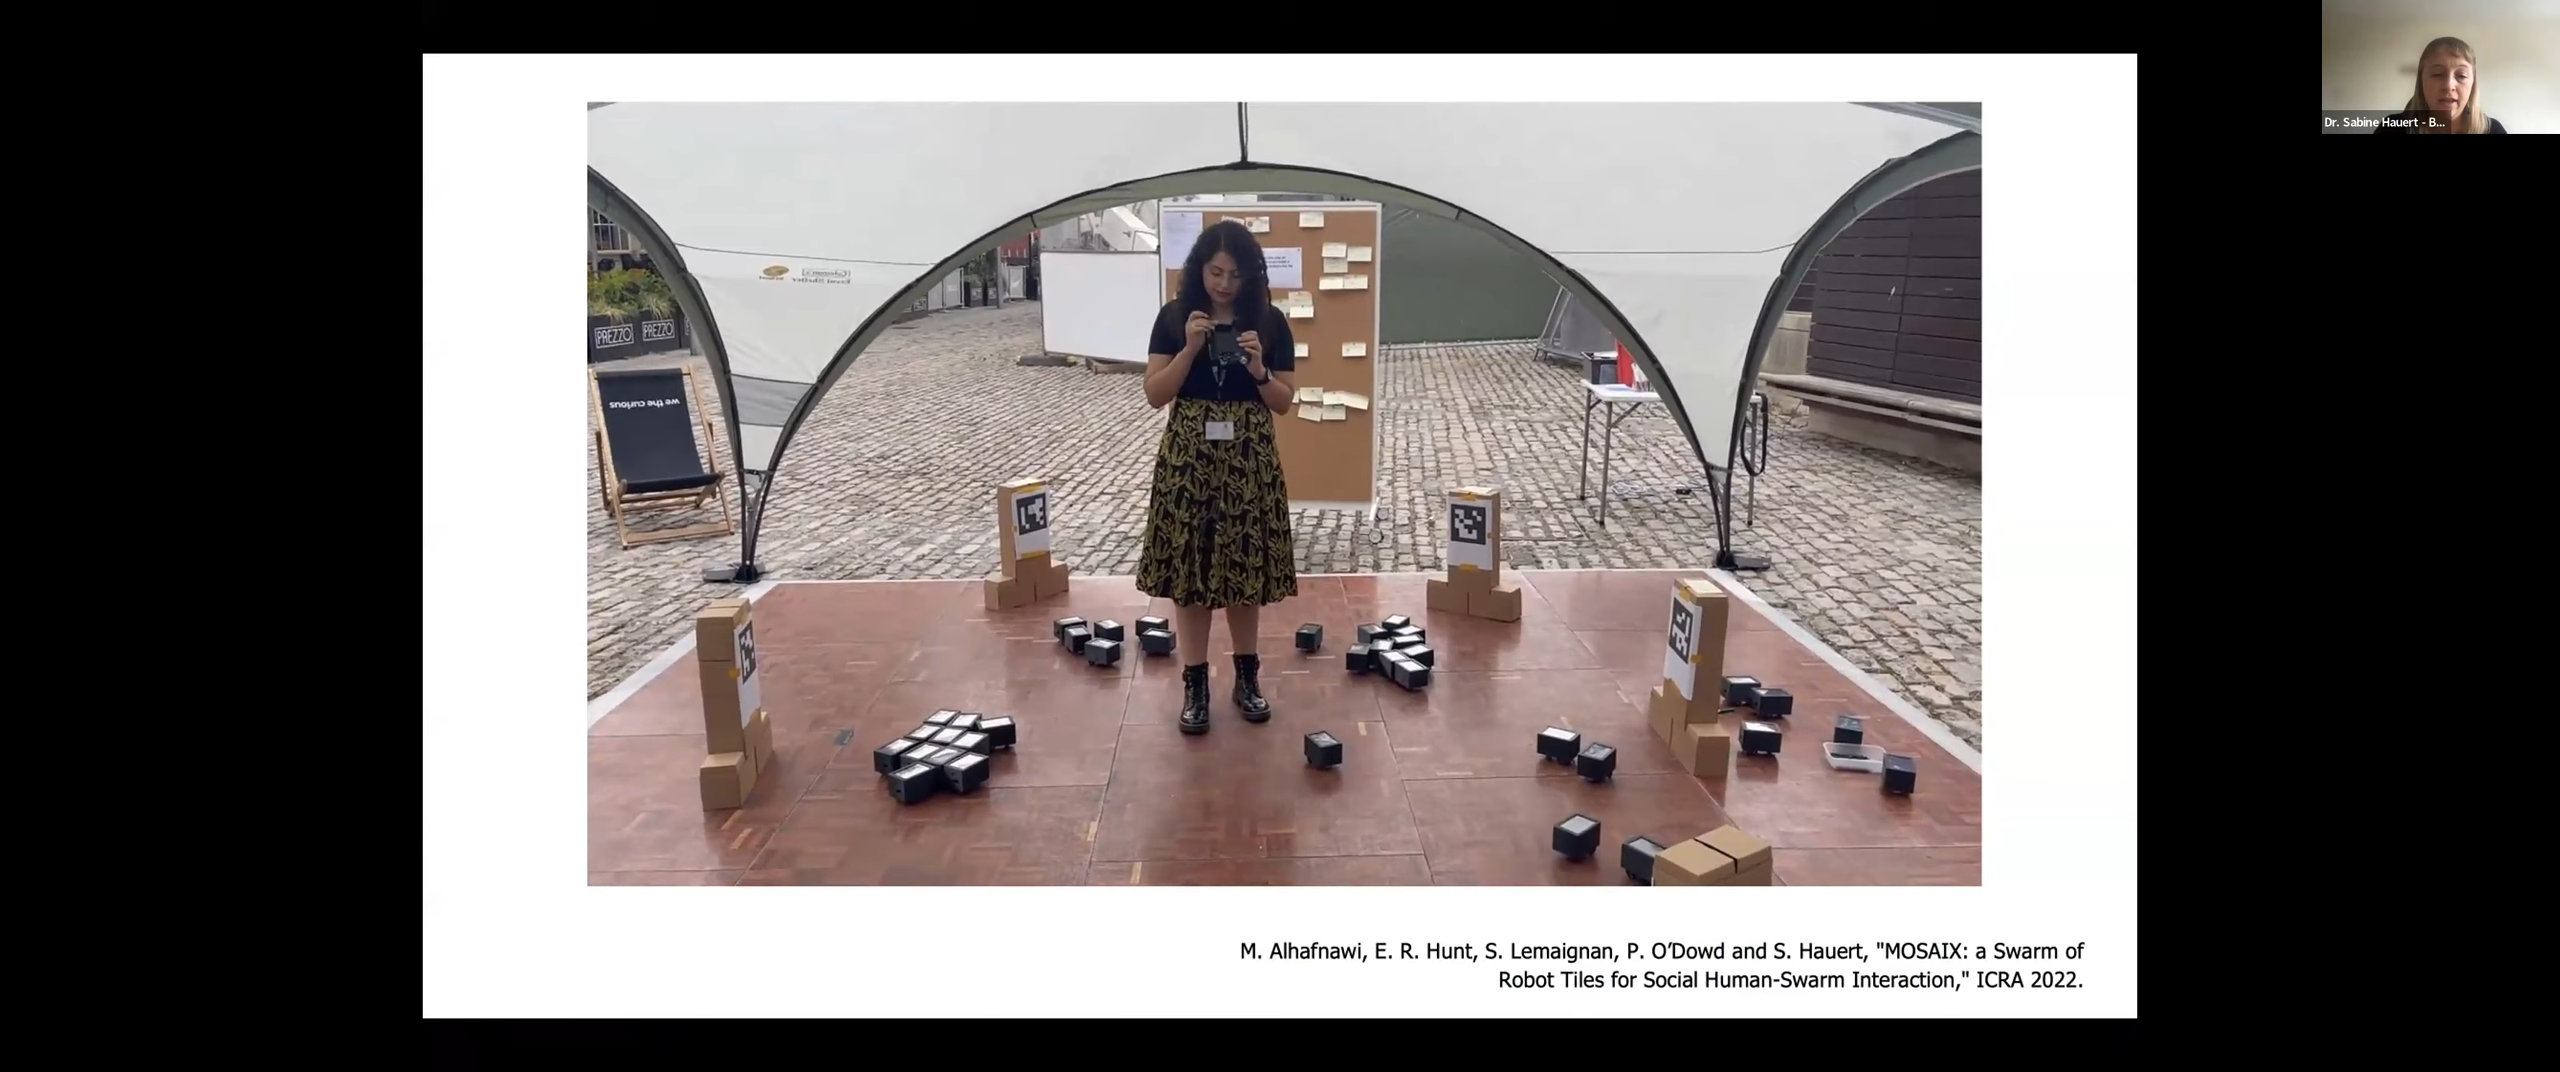 Dr. Sabine Hauert - B...
PREZZO
PREZZO
we the curious
M. Alhafnawi, E. R. Hunt, S. Lemaignan, P. O’Dowd and S. Hauert, "MOSAIX: a Swarm of
Robot Tiles for Social Human-Swarm Interaction," ICRA 2022.